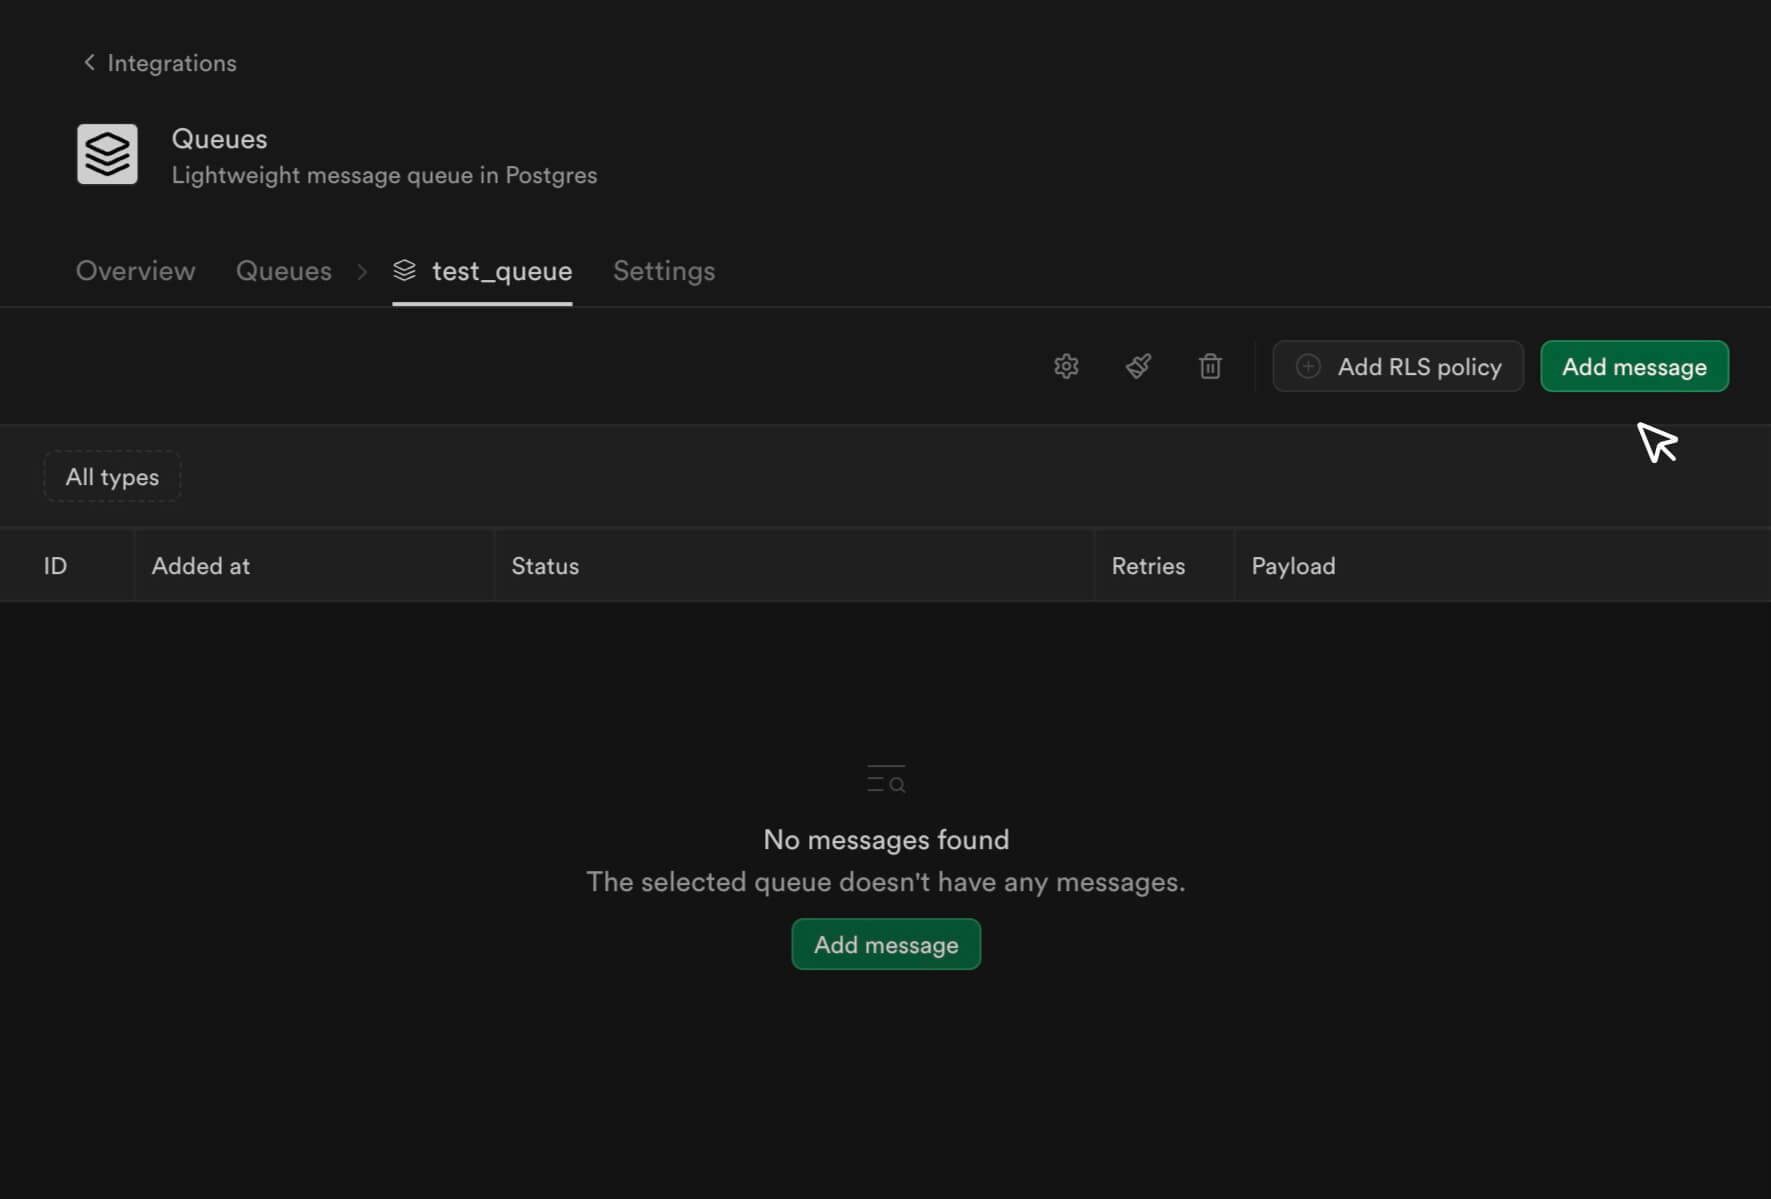 Integrations
Queues
Lightweight message queue in Postgres
Overview Queues test_queue Settings
Add RLS policy Add message
All types
ID Added at Status Retries Payload
No messages found
The selected queue doesn't have any messages.
Add message